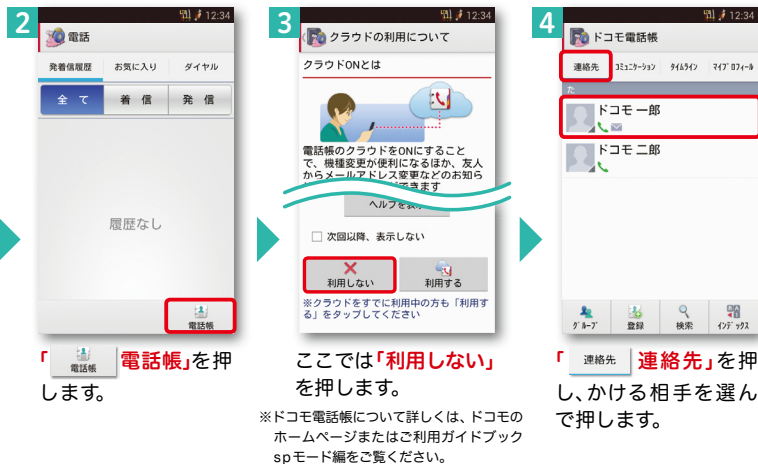 2
12:34
電話
発着信履歴 お気に入り ダイヤル
全て 着信 発信
履歴なし
電話帳
「電話帳 電話帳」を押
します。
3
12:34
クラウドの利用について
クラウドONとは
電話帳のクラウドをONにすること
で、機種変更が便利になるほか、友人
からメールアドレス変更などのお知ら
できます
ヘルプを表示
次回以降、表示しない
利用しない 利用する
※クラウドをすでに利用中の方も「利用す
る」をタップしてください
ここでは「利用しない」
を押します。
※ドコモ電話帳について詳しくは、ドコモの
ホームページまたはご利用ガイドブック
spモード編をご覧ください。
4
12:34
ドコモ電話帳
連絡先 コミュニケーション タイムライン マイプロフィール
た
ドコモ 一郎
ドコモ 二郎
グループ 登録 検索 インデックス
「連絡先 連絡先」を押
し、かける相手を選ん
で押します。